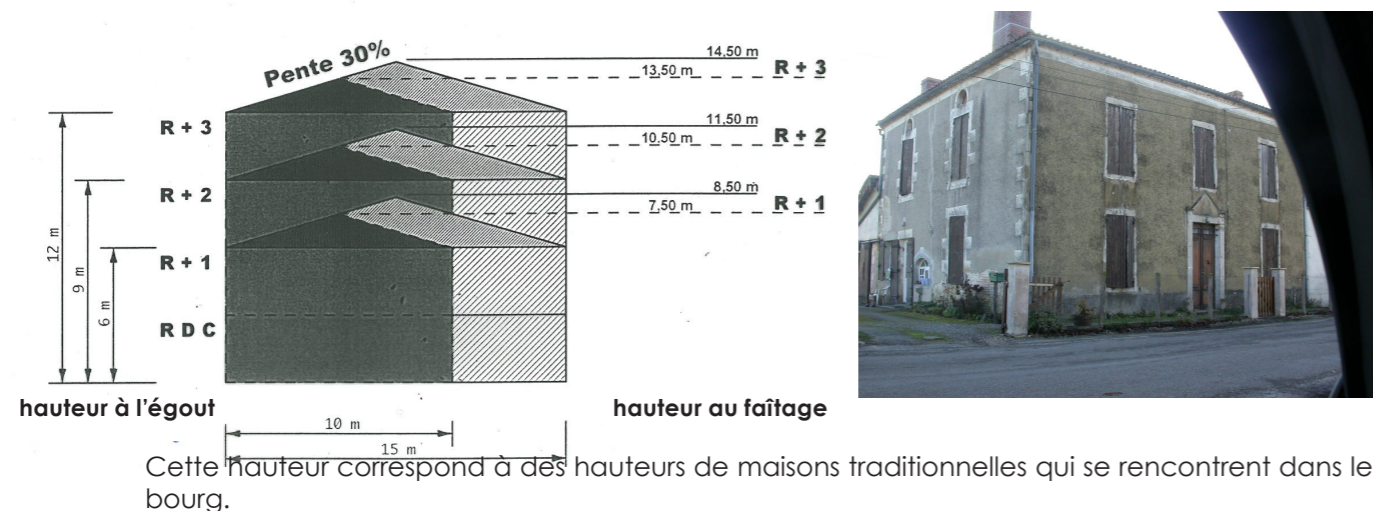 Pente 30%
14,50 m
13,50 m
R + 3
11,50 m
R + 3
10,50 m
R + 2
8,50 m
R + 2
7,50 m
R + 1
12 m
9 m
6 m
R + 1
R D C
hauteur à l'égout
hauteur au faîtage
10 m
15 m
Cette hauteur correspond à des hauteurs de maisons traditionnelles qui se rencontrent dans le
bourg.